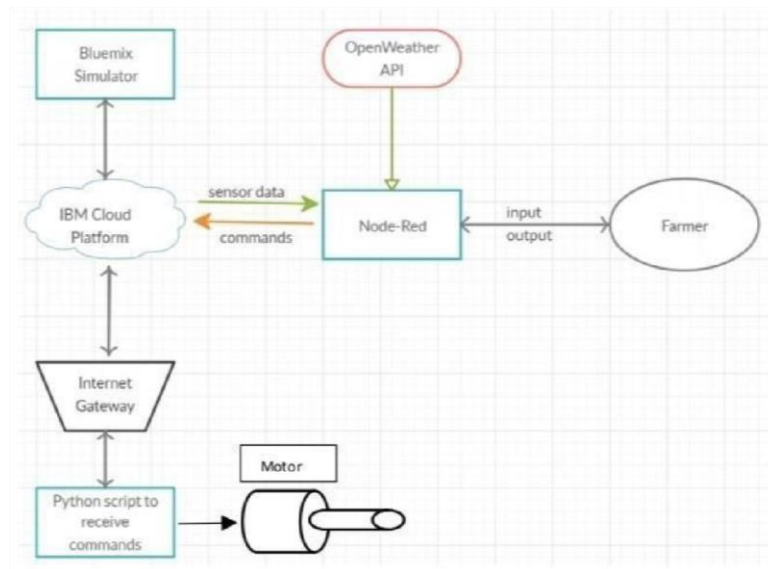 Bluemix
Simulator
OpenWeather
API
IBM Cloud
Platform
sensor data
commands
Node-Red
input
output
Farmer
Internet
Gateway
Motor
Python script to
receive
commands